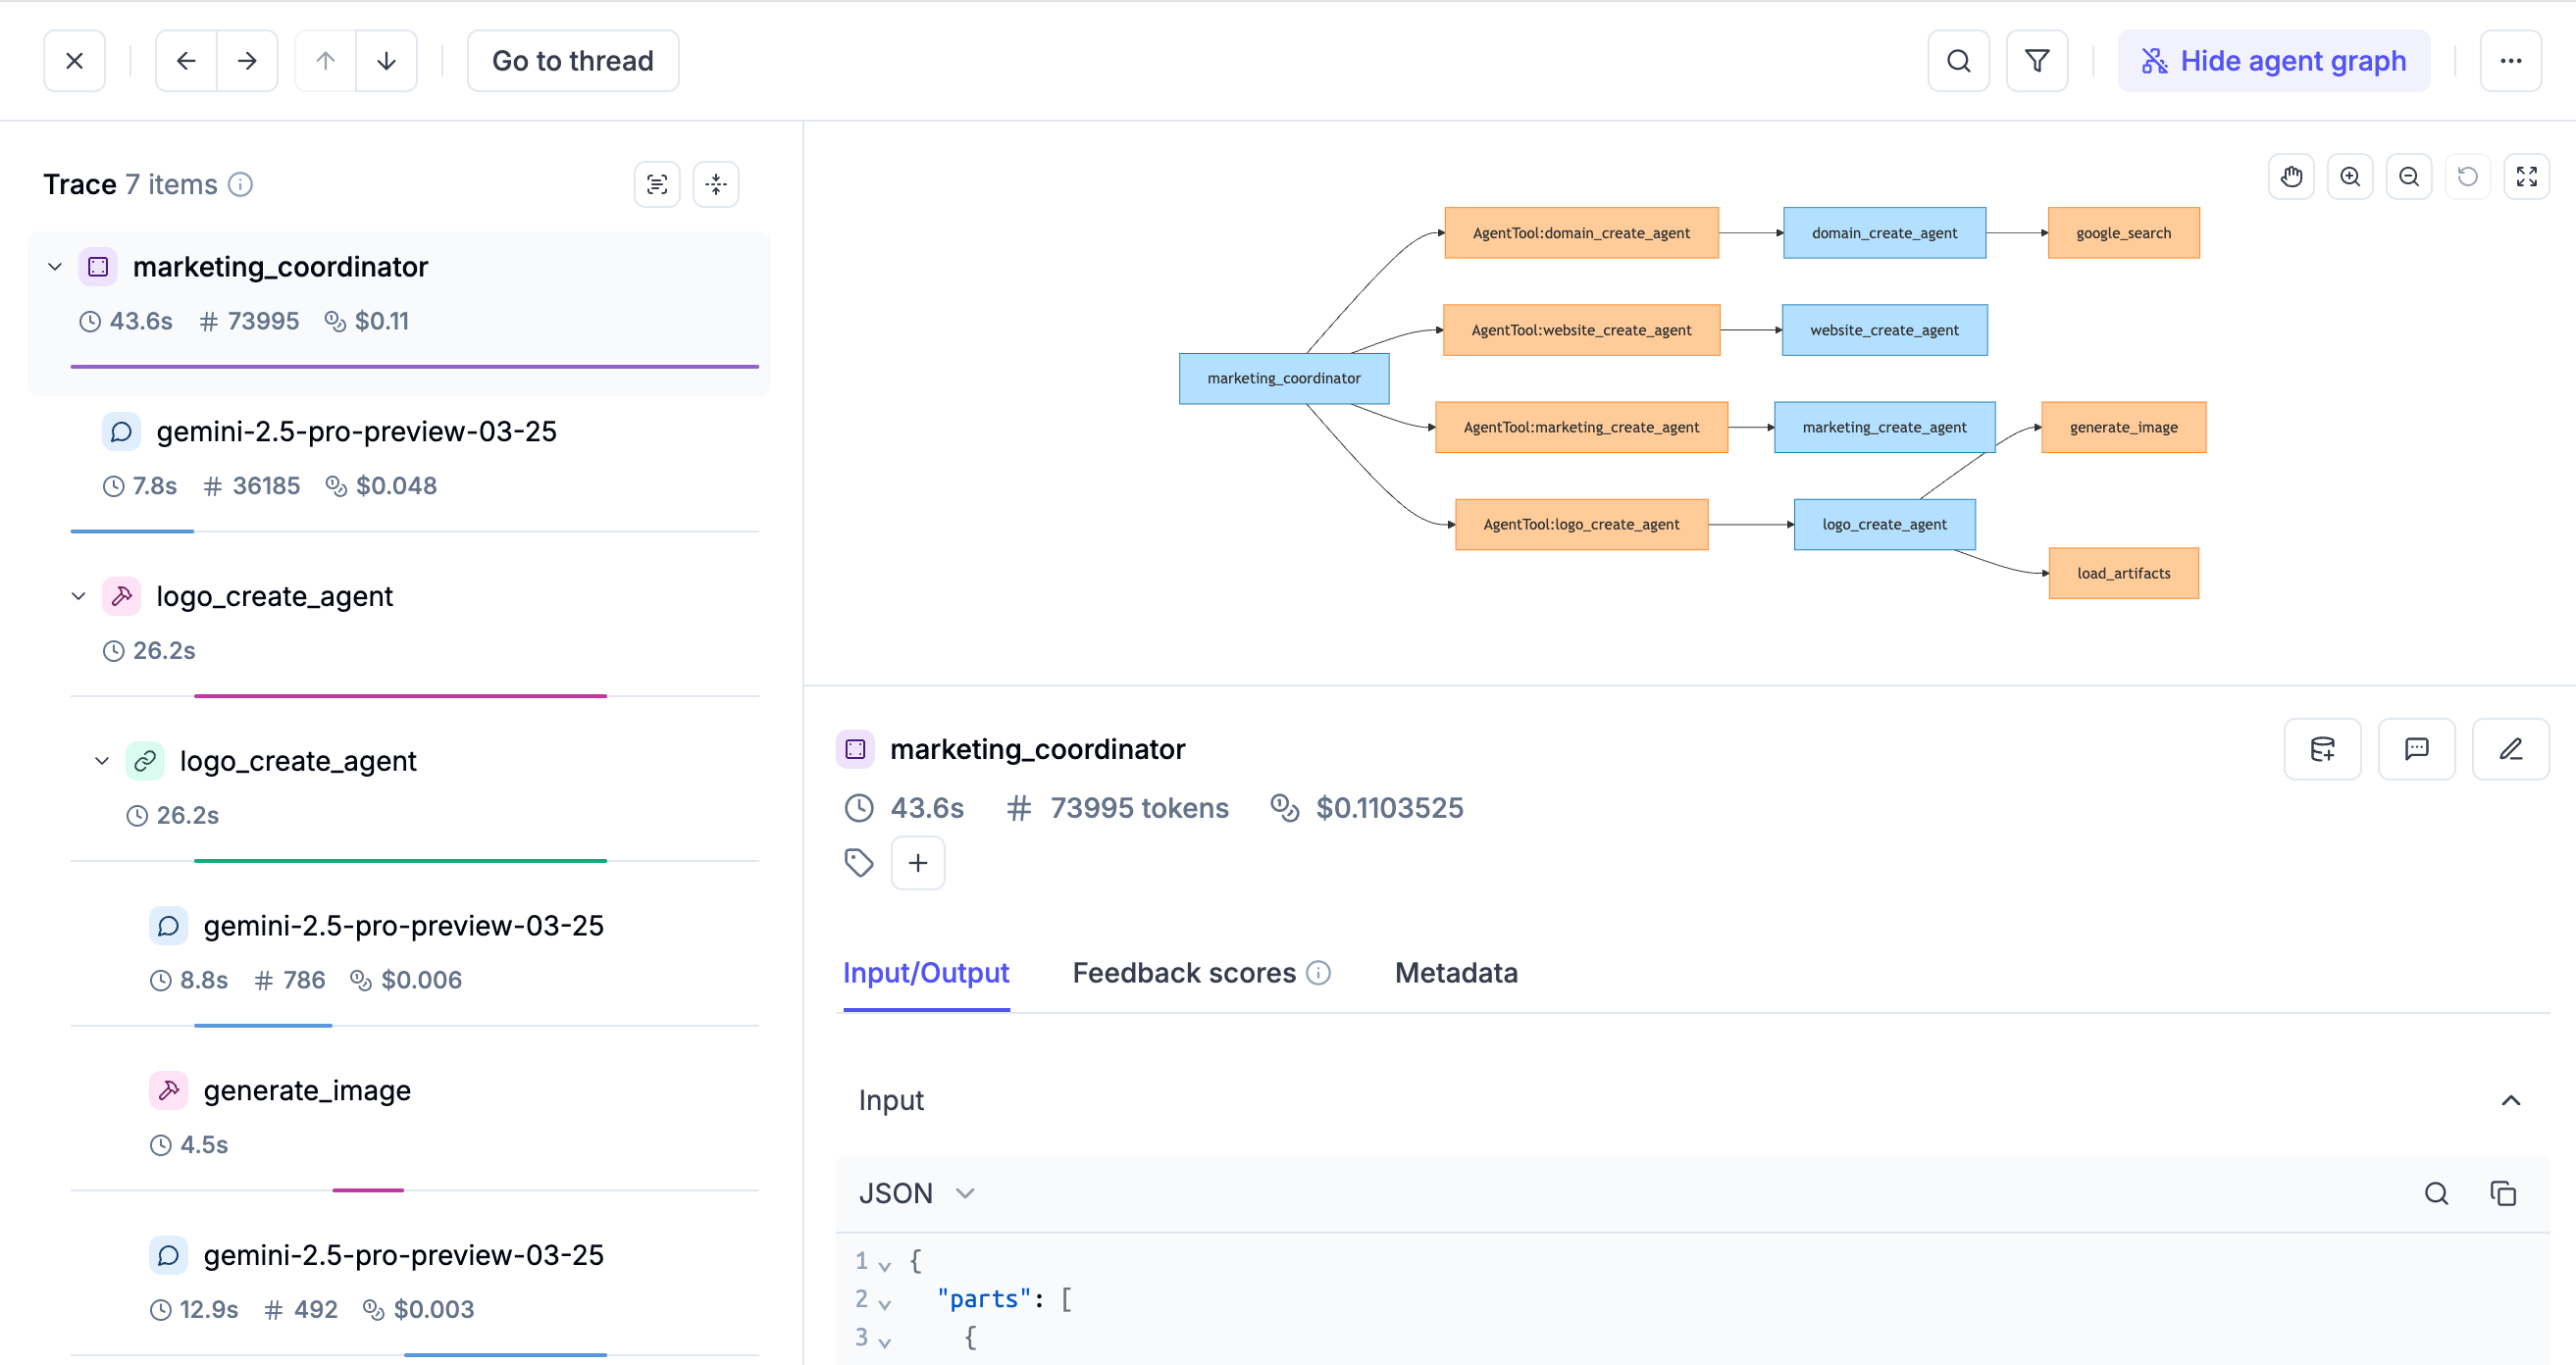 Go to thread
Hide agent graph
Trace 7 items
marketing_coordinator
43.6s # 73995 $0.11
gemini-2.5-pro-preview-03-25
7.8s # 36185 $0.048
logo_create_agent
26.2s
logo_create_agent
26.2s
gemini-2.5-pro-preview-03-25
8.8s # 786 $0.006
generate_image
4.5s
gemini-2.5-pro-preview-03-25
12.9s # 492 $0.003
AgentTool:domain_create_agent
domain_create_agent
google_search
AgentTool:website_create_agent
website_create_agent
marketing_coordinator
AgentTool:marketing_create_agent
marketing_create_agent
generate_image
AgentTool:logo_create_agent
logo_create_agent
load_artifacts
marketing_coordinator
43.6s # 73995 tokens $0.1103525
Input/Output Feedback scores Metadata
Input
JSON
1 {
2 "parts": [
3 {